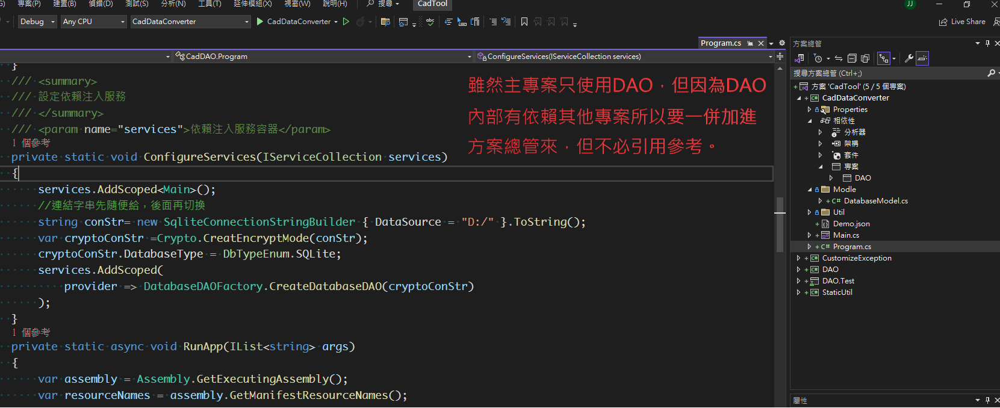 專案(P) 建置(B) 偵錯(D) 測試(S) 分析(N) 工具(T) 延伸模組(X) 視窗(W) 說明(H) 搜尋 CadTool JJ
Debug Any CPU CadDataConverter CadDataConverter Live Share
Program.cs
CadDAO.Program ConfigureServices(IServiceCollection services)
}
/// <summary>
/// 設定依賴注入服務
/// </summary>
/// <param name="services">依賴注入服務容器</param>
1 個參考
private static void ConfigureServices(IServiceCollection services)
{
services.AddScoped<Main>();
//連結字串先隨便給，後面再切換
string conStr= new SqliteConnectionStringBuilder { DataSource = "D:/" }.ToString();
var cryptoConStr =Crypto.CreatEncryptMode(conStr);
cryptoConStr.DatabaseType = DbTypeEnum.SQLite;
services.AddScoped(
provider => DatabaseDAOFactory.CreateDatabaseDAO(cryptoConStr)
);
}
1 個參考
private static async void RunApp(IList<string> args)
{
var assembly = Assembly.GetExecutingAssembly();
var resourceNames = assembly.GetManifestResourceNames();
雖然主專案只使用DAO，但因為DAO
內部有依賴其他專案所以要一併加進
方案總管來，但不必引用參考。
方案總管
搜尋方案總管 (Ctrl+;)
方案 'CadTool' (5 / 5 個專案)
CadDataConverter
Properties
相依性
分析器
架構
套件
專案
DAO
Modle
DatabaseModel.cs
Util
Demo.json
Main.cs
Program.cs
CustomizeException
DAO
DAO.Test
StaticUtil
屬性